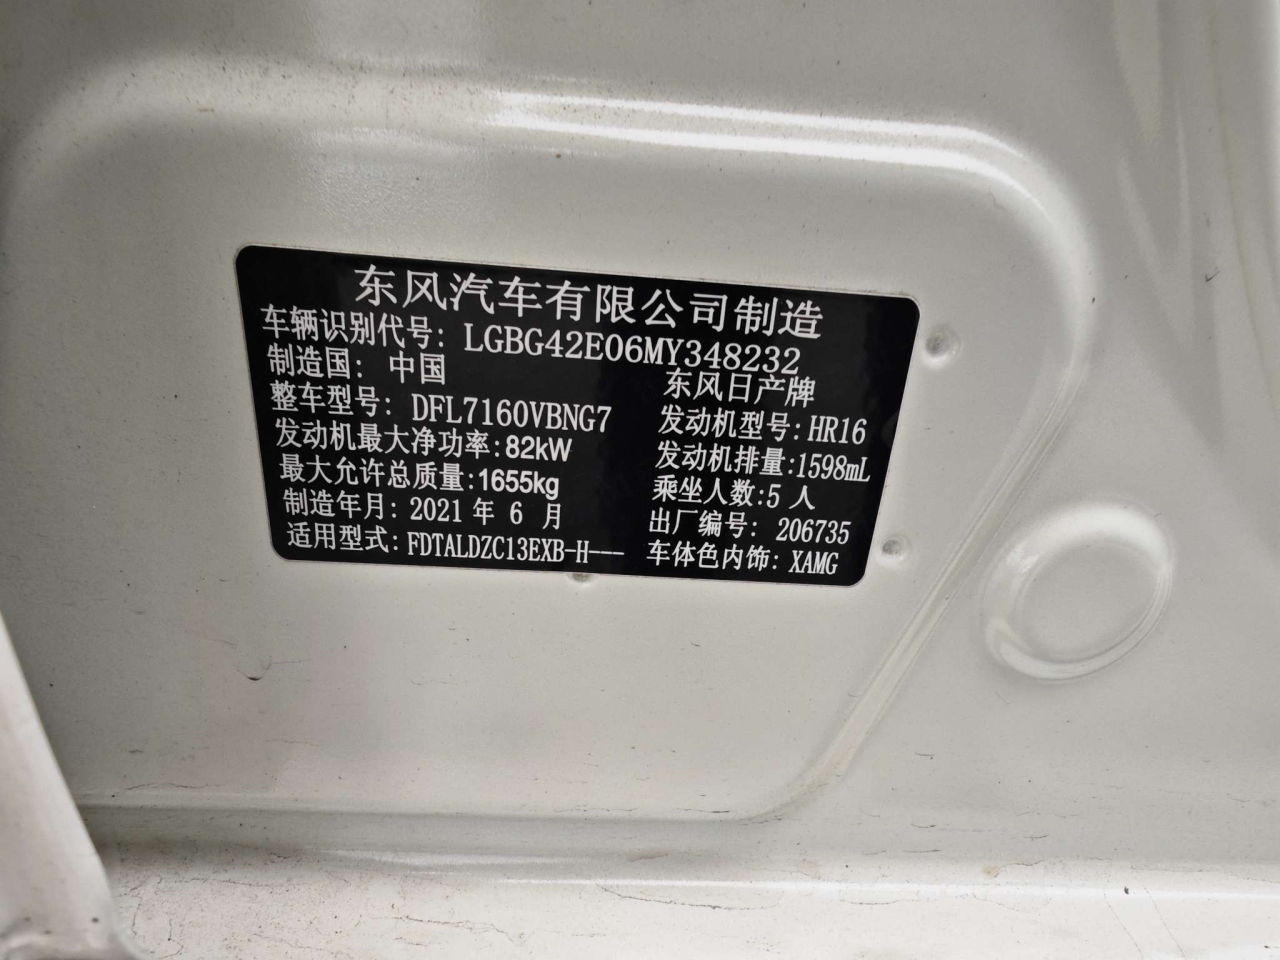 东风汽车有限公司制造
车辆识别代号: LGBG42E06MY348232
制造国: 中国 东风日产牌
整车型号: DFL7160VBNG7 发动机型号: HR16
发动机最大净功率: 82kW 发动机排量: 1598mL
最大允许总质量: 1655kg 乘坐人数: 5 人
制造年月: 2021 年 6 月 出厂编号: 206735
适用型式: FDTALDZC13EXB-H--- 车体色内饰: XAMG